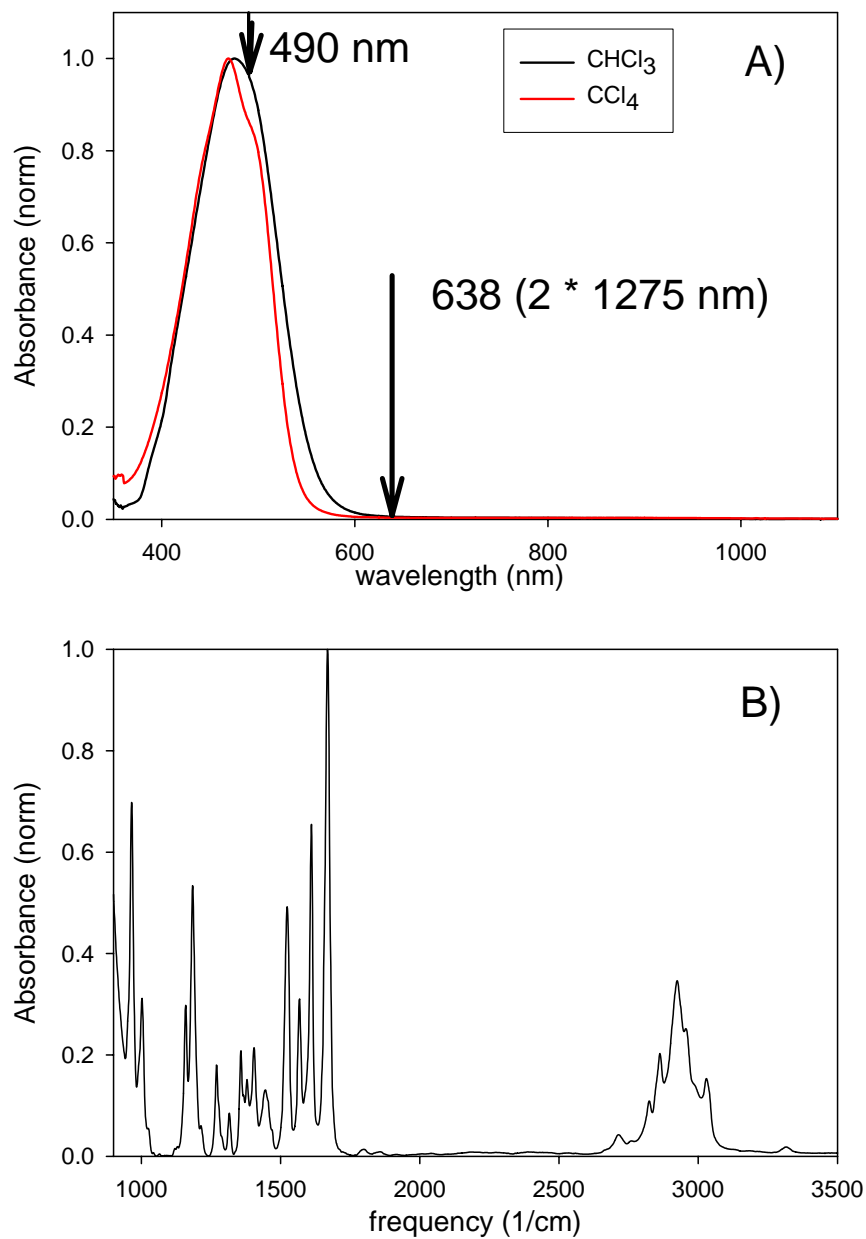 490 nm
CHCl3
CCl4
A)
638 (2 * 1275 nm)
Absorbance (norm)
1.0
0.8
0.6
0.4
0.2
0.0
400 600 800 1000
wavelength (nm)
B)
Absorbance (norm)
1.0
0.8
0.6
0.4
0.2
0.0
1000 1500 2000 2500 3000 3500
frequency (1/cm)